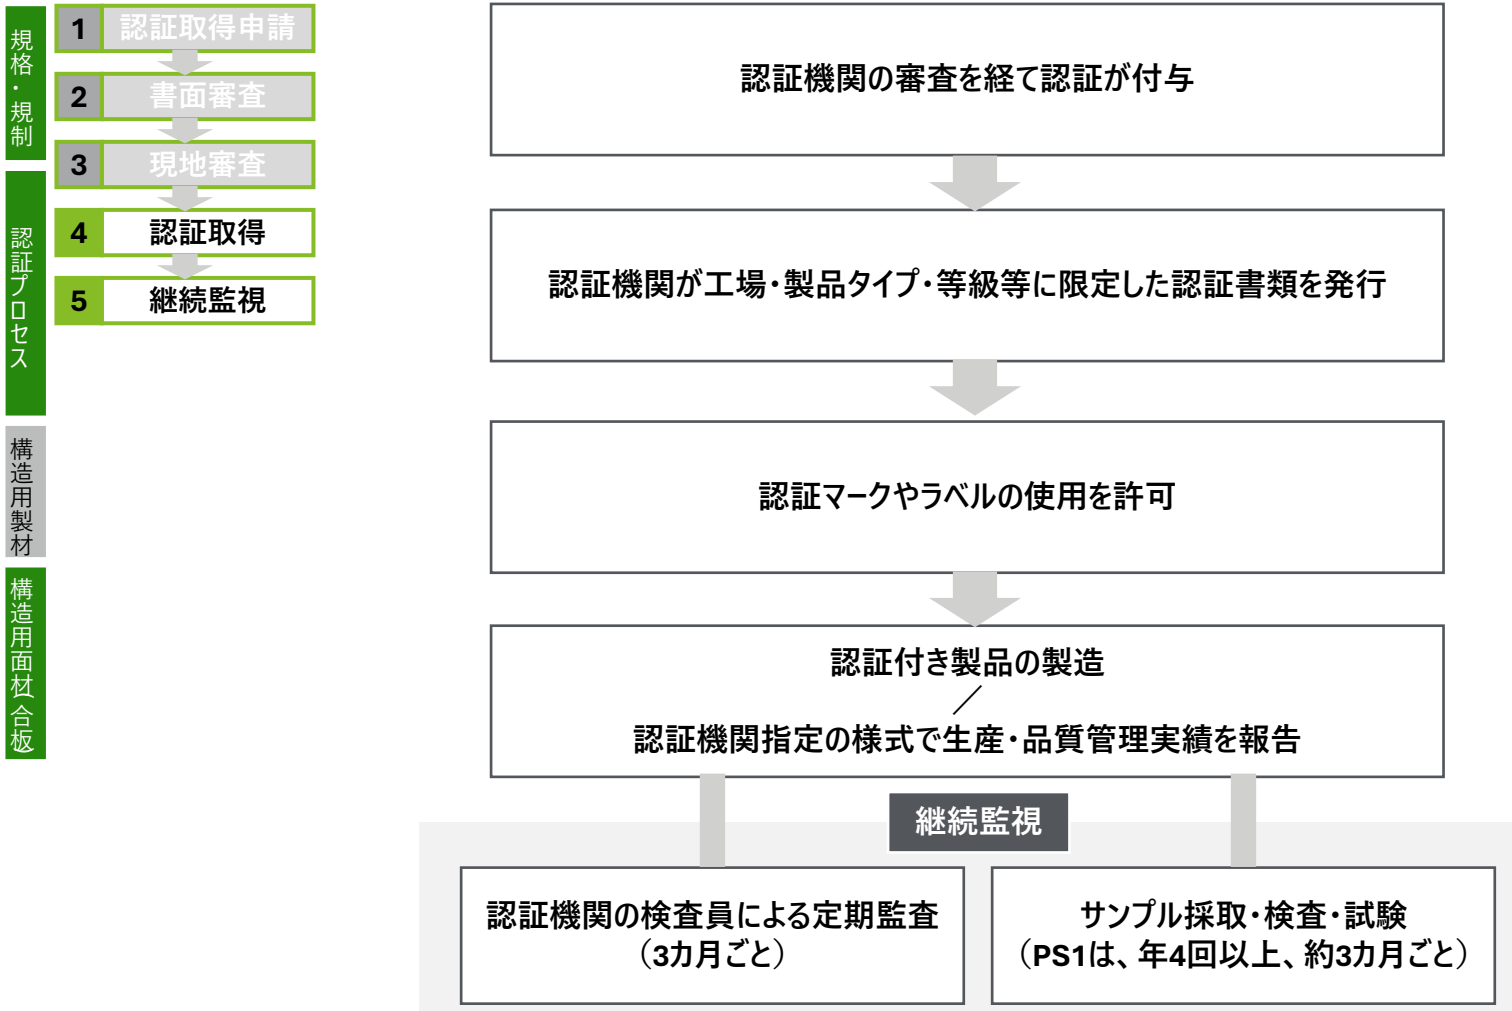 規格・規制
認証プロセス
構造用製材
構造用面材(合板)
1 認証取得申請
2 書面審査
3 現地審査
4 認証取得
5 継続監視
認証機関の審査を経て認証が付与
認証機関が工場・製品タイプ・等級等に限定した認証書類を発行
認証マークやラベルの使用を許可
認証付き製品の製造
／
認証機関指定の様式で生産・品質管理実績を報告
継続監視
認証機関の検査員による定期監査
（3カ月ごと）
サンプル採取・検査・試験
（PS1は、年4回以上、約3カ月ごと）